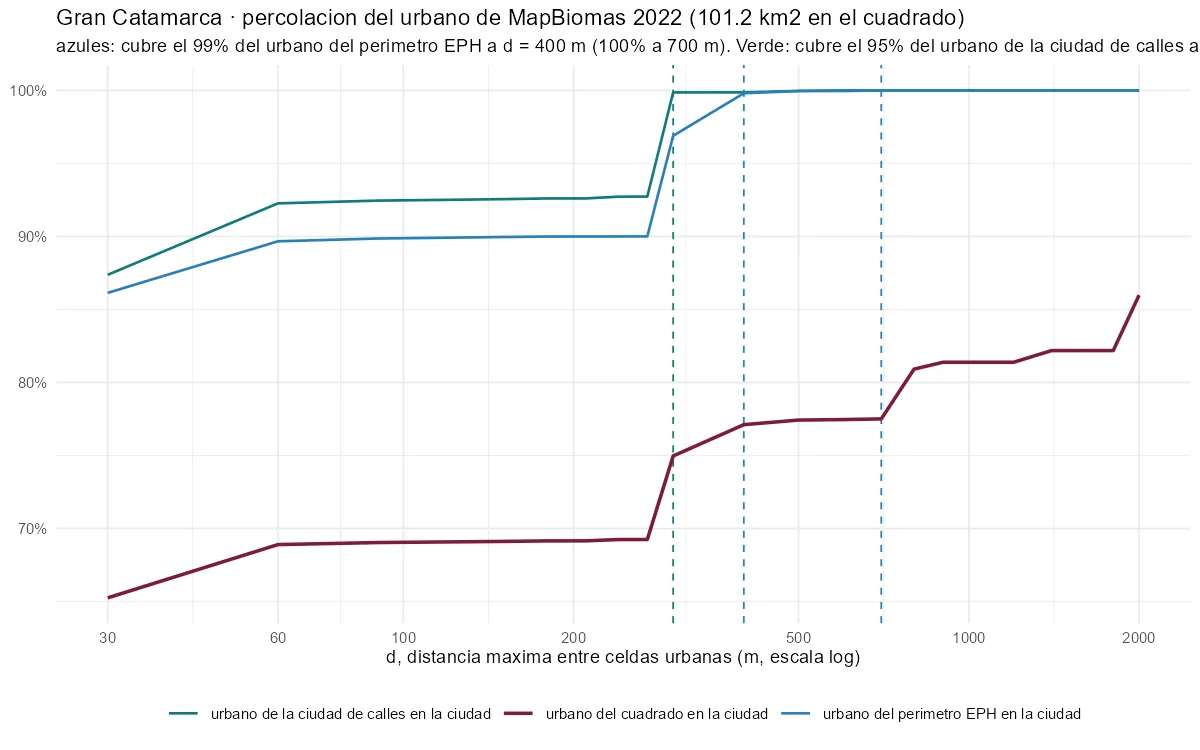 Gran Catamarca · percolacion del urbano de MapBiomas 2022 (101.2 km2 en el cuadrado)
azules: cubre el 99% del urbano del perimetro EPH a d = 400 m (100% a 700 m). Verde: cubre el 95% del urbano de la ciudad de calles a
100%
90%
80%
70%
30 60 100 200 500 1000 2000
d, distancia maxima entre celdas urbanas (m, escala log)
urbano de la ciudad de calles en la ciudad urbano del cuadrado en la ciudad urbano del perimetro EPH en la ciudad